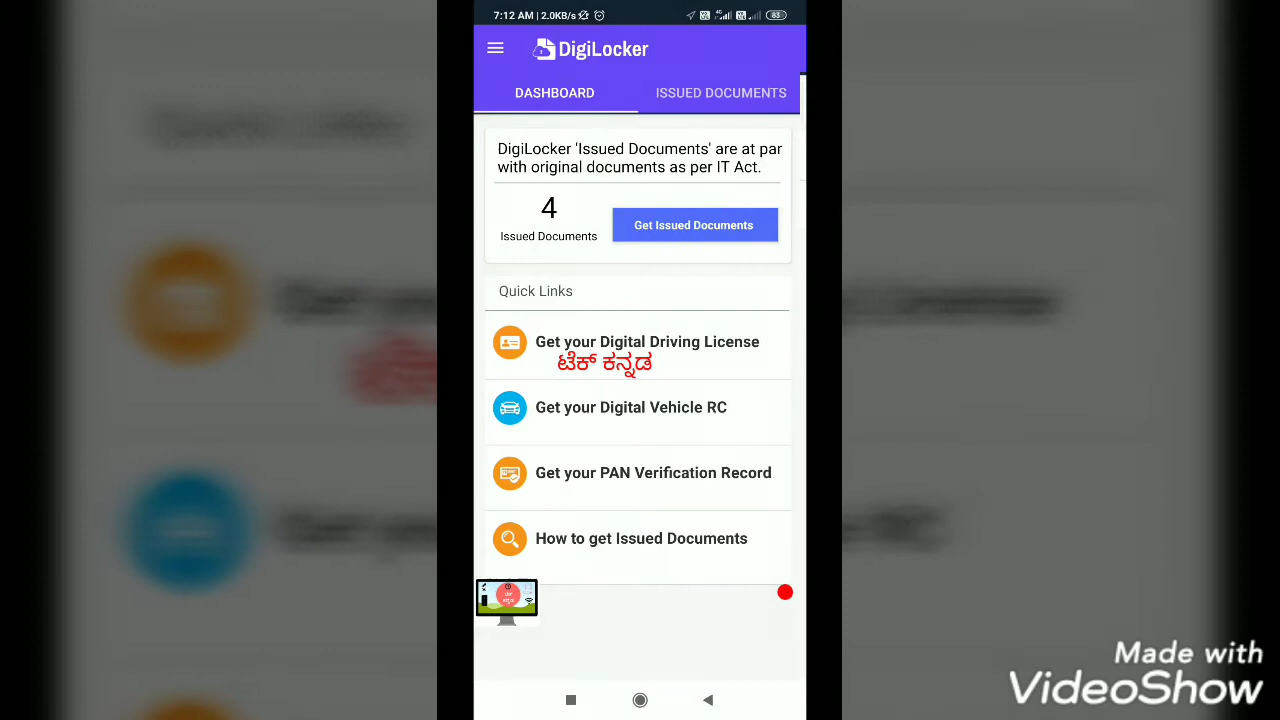 7:12 AM | 2.0KB/s
83
DigiLocker
DASHBOARD
ISSUED DOCUMENTS
DigiLocker 'Issued Documents' are at par
with original documents as per IT Act.
4
Issued Documents
Get Issued Documents
Quick Links
Get your Digital Driving License
ಟೆಕ್ ಕನ್ನಡ
Get your Digital Vehicle RC
Get your PAN Verification Record
How to get Issued Documents
Made with
VideoShow